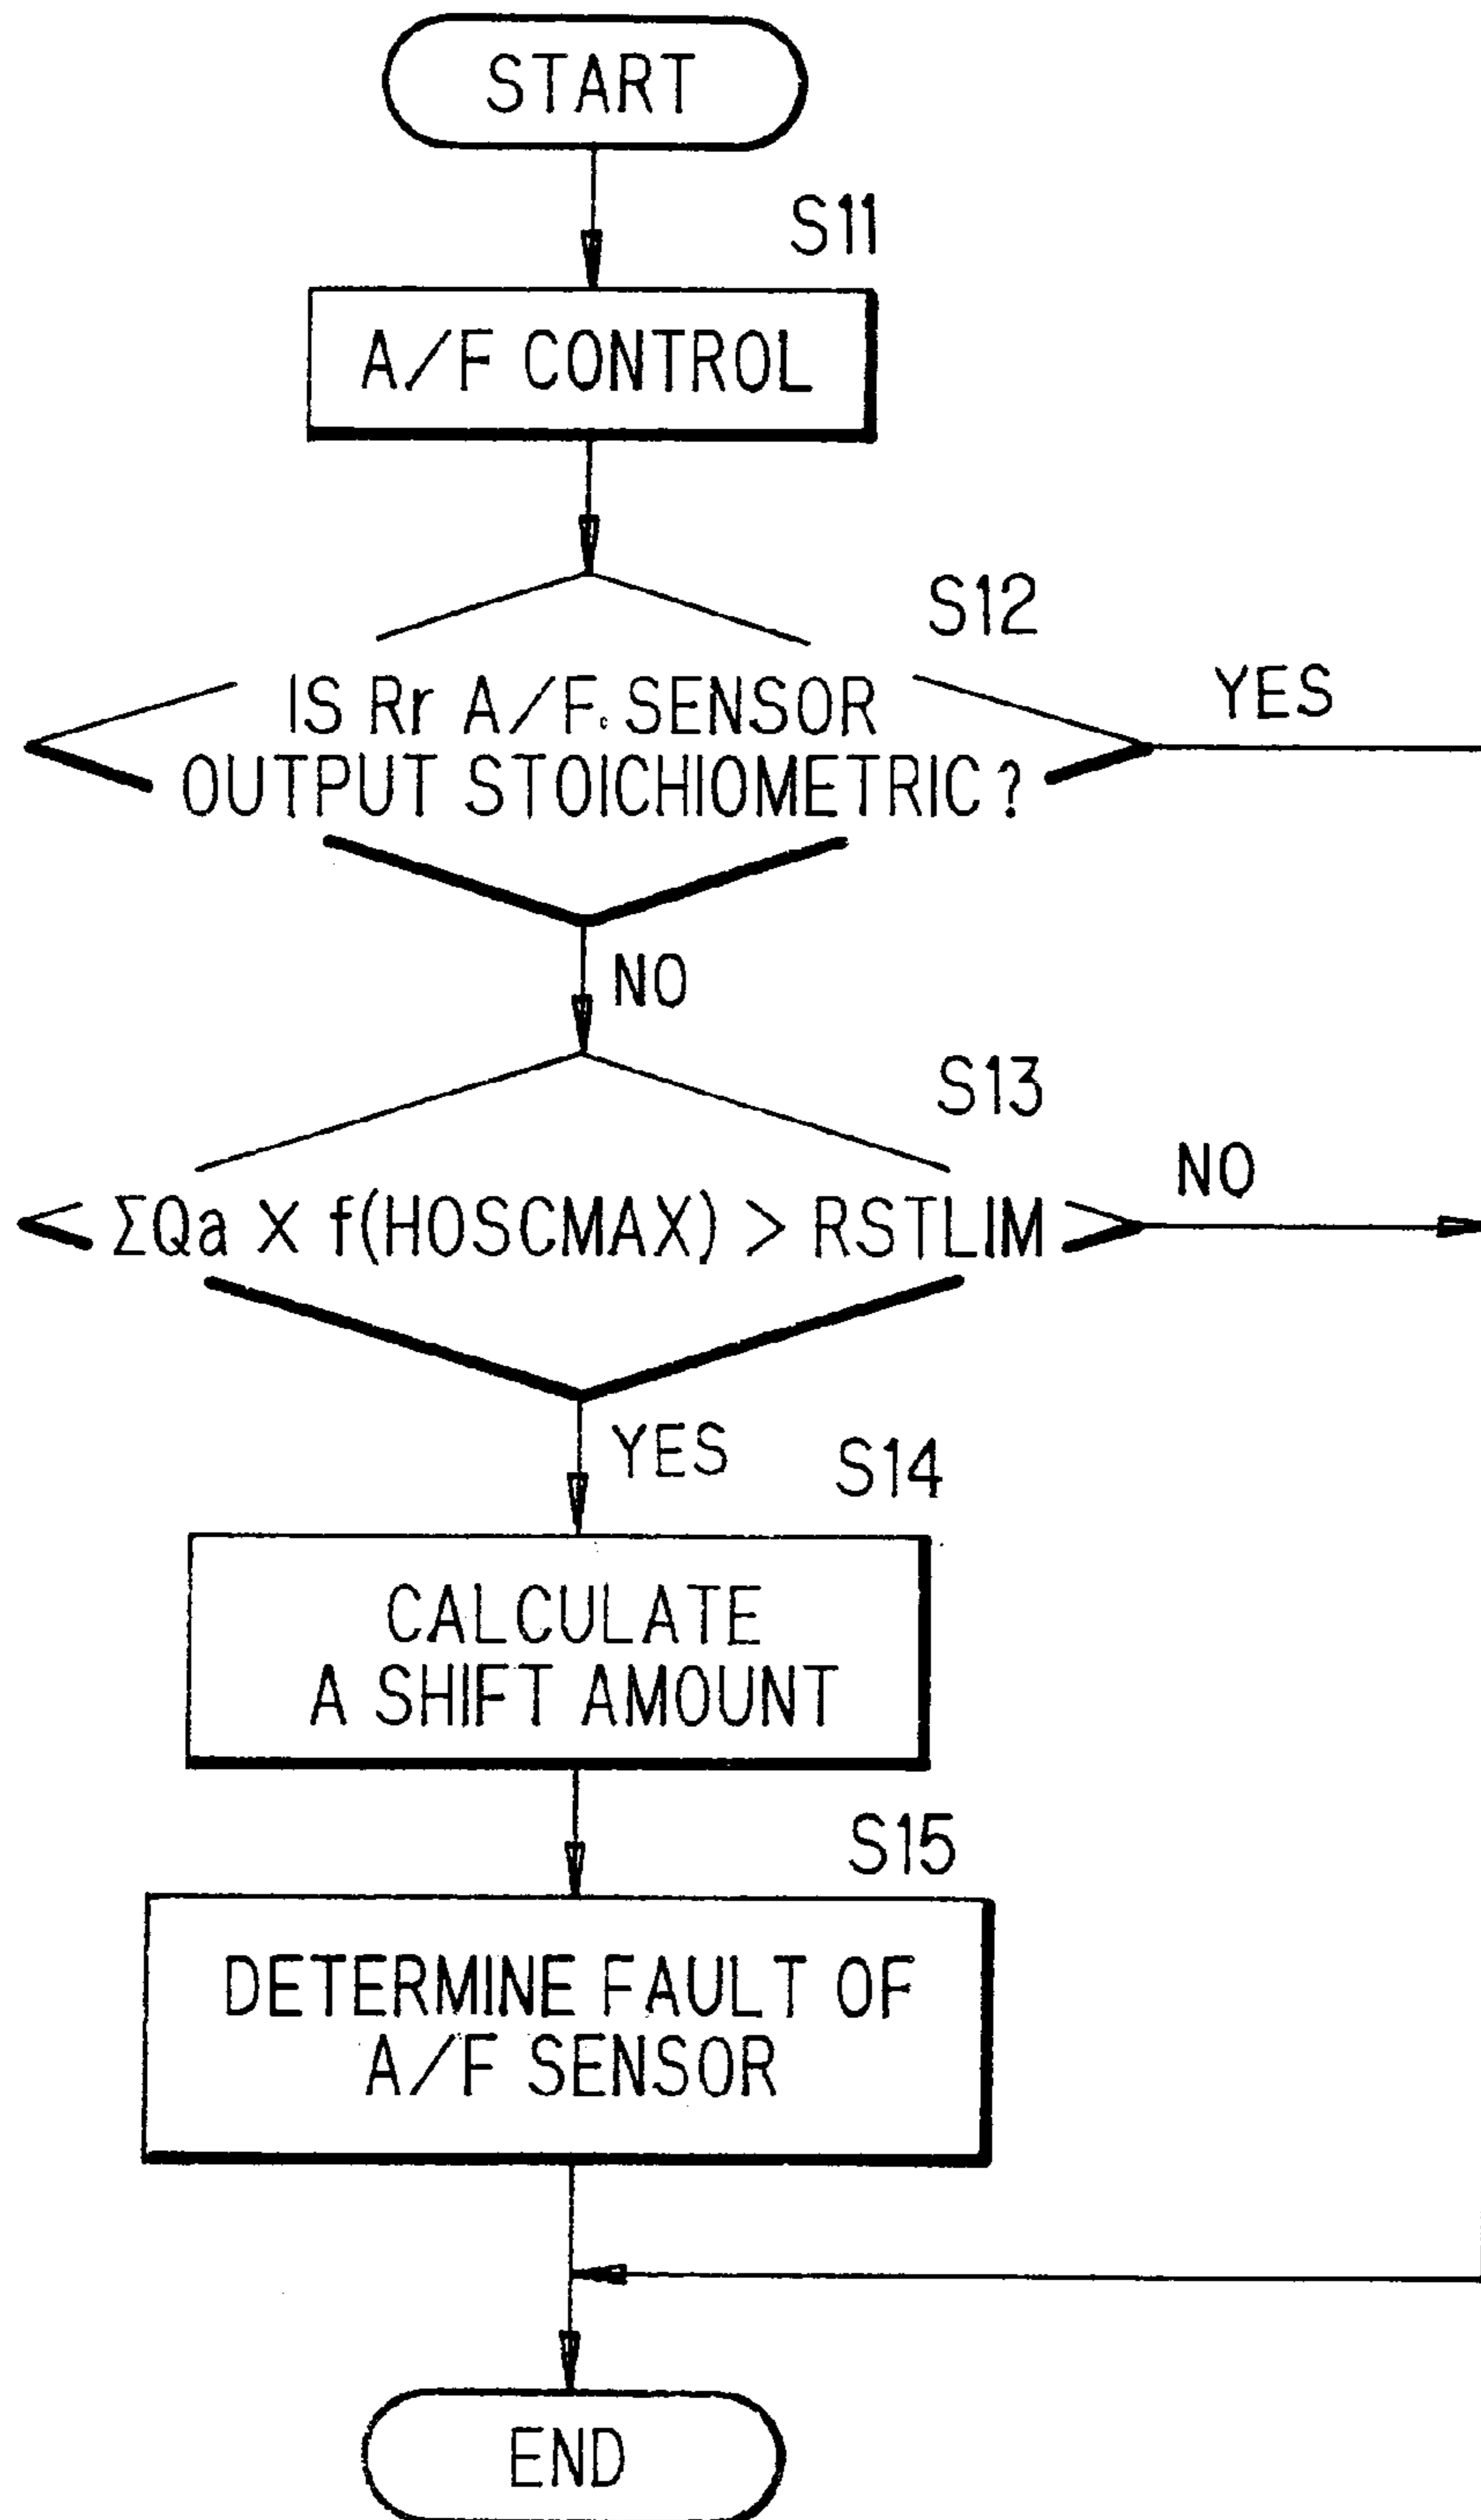 START
S11
A/F CONTROL
S12
IS Rr A/F SENSOR
OUTPUT STOICHIOMETRIC?
YES
NO
S13
ΣQa X f(HOSCMAX) > RSTLIM
NO
YES
S14
CALCULATE
A SHIFT AMOUNT
S15
DETERMINE FAULT OF
A/F SENSOR
END